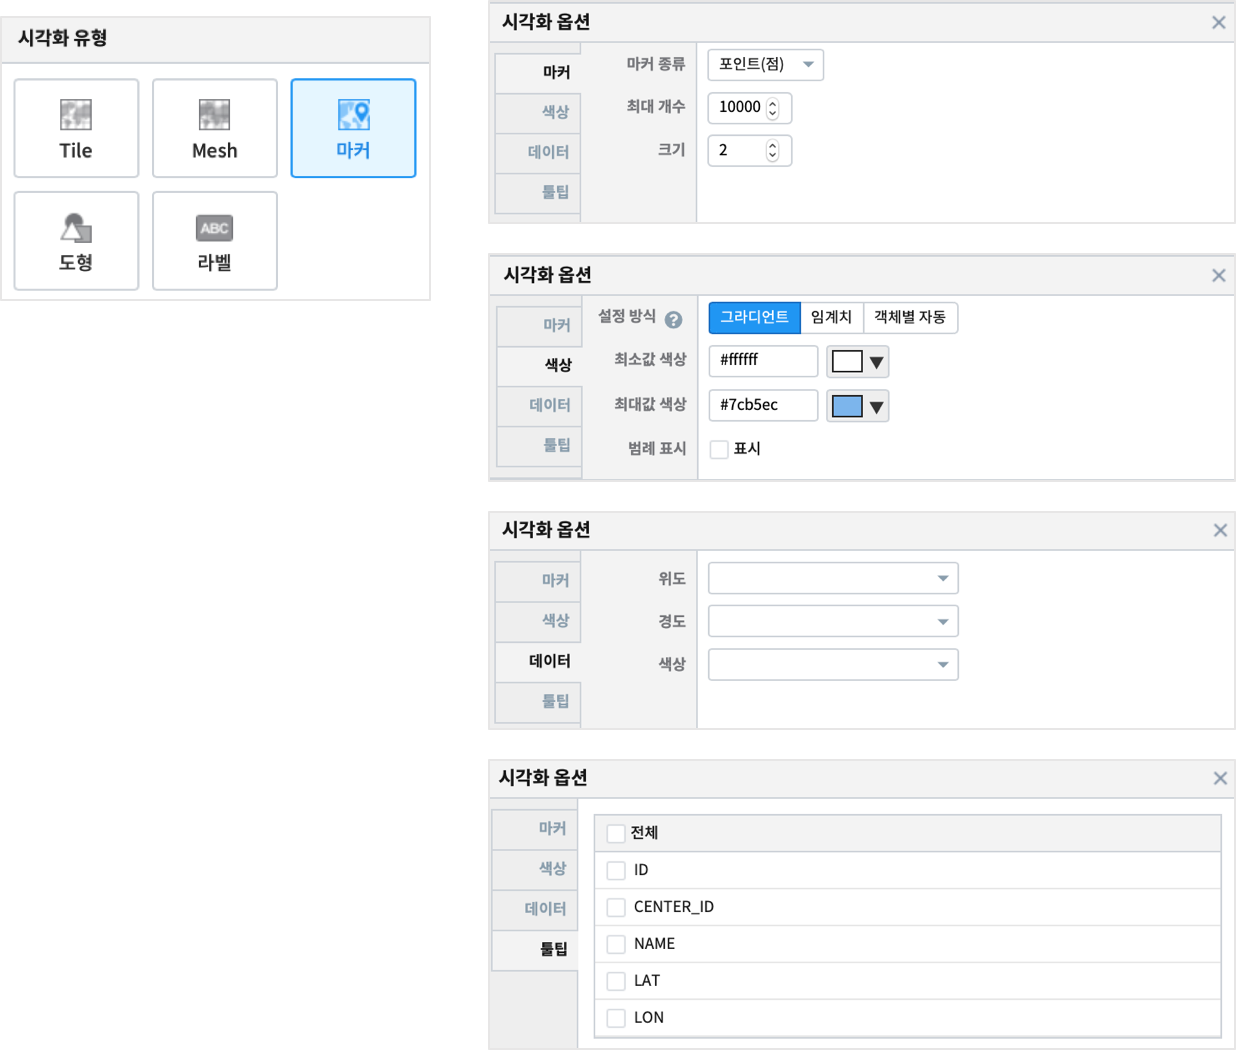 시각화 유형
Tile
Mesh
마커
도형
ABC
라벨
시각화 옵션
마커
색상
데이터
툴팁
마커 종류 포인트(점)
최대 개수 10000
크기 2
시각화 옵션
마커
색상
데이터
툴팁
설정 방식 ? 그라디언트 임계치 객체별 자동
최소값 색상 #ffffff
최대값 색상 #7cb5ec
범례 표시 표시
시각화 옵션
마커
색상
데이터
툴팁
위도
경도
색상
시각화 옵션
마커
색상
데이터
툴팁
전체
ID
CENTER_ID
NAME
LAT
LON